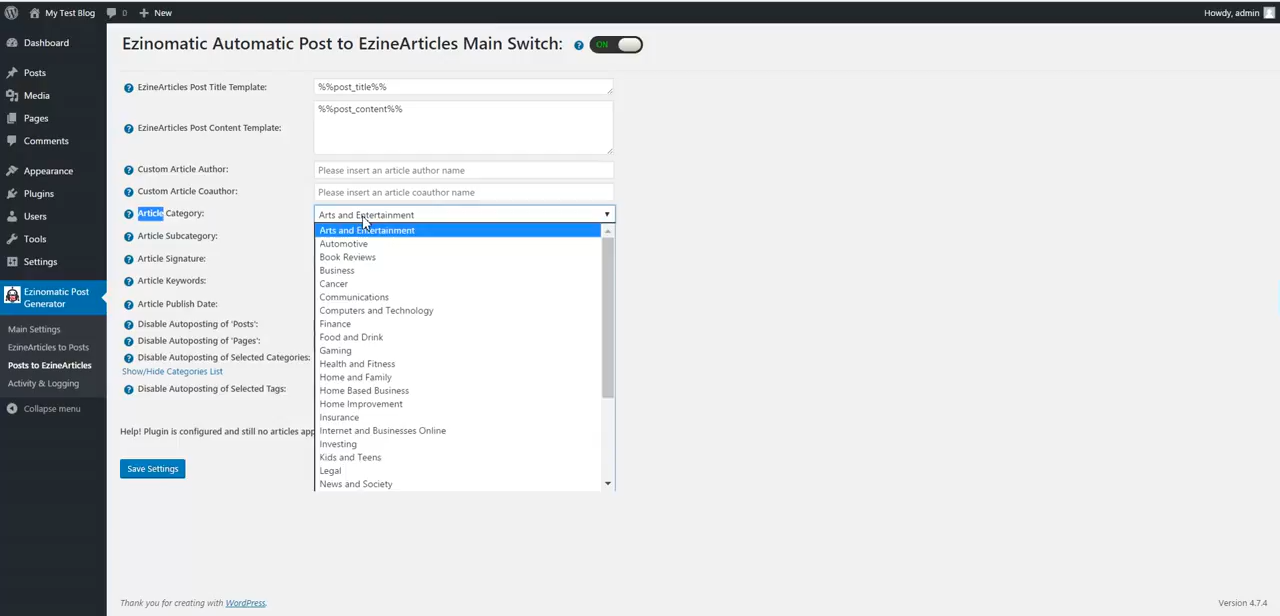 My Test Blog
0
New
Howdy, admin
Dashboard
Posts
Media
Pages
Comments
Appearance
Plugins
Users
Tools
Settings
Ezinomatic Post
Generator
Main Settings
EzineArticles to Posts
Posts to EzineArticles
Activity & Logging
Collapse menu
Ezinomatic Automatic Post to EzineArticles Main Switch:
ON
EzineArticles Post Title Template:
%%post_title%%
EzineArticles Post Content Template:
%%post_content%%
Custom Article Author:
Please insert an article author name
Custom Article Coauthor:
Please insert an article coauthor name
Article Category:
Arts and Entertainment
Arts and Entertainment
Automotive
Book Reviews
Business
Cancer
Communications
Computers and Technology
Finance
Food and Drink
Gaming
Health and Fitness
Home and Family
Home Based Business
Home Improvement
Insurance
Internet and Businesses Online
Investing
Kids and Teens
Legal
News and Society
Article Subcategory:
Article Signature:
Article Keywords:
Article Publish Date:
Disable Autoposting of 'Posts':
Disable Autoposting of 'Pages':
Disable Autoposting of Selected Categories:
Show/Hide Categories List
Disable Autoposting of Selected Tags:
Help! Plugin is configured and still no articles app
Save Settings
Thank you for creating with WordPress.
Version 4.7.4